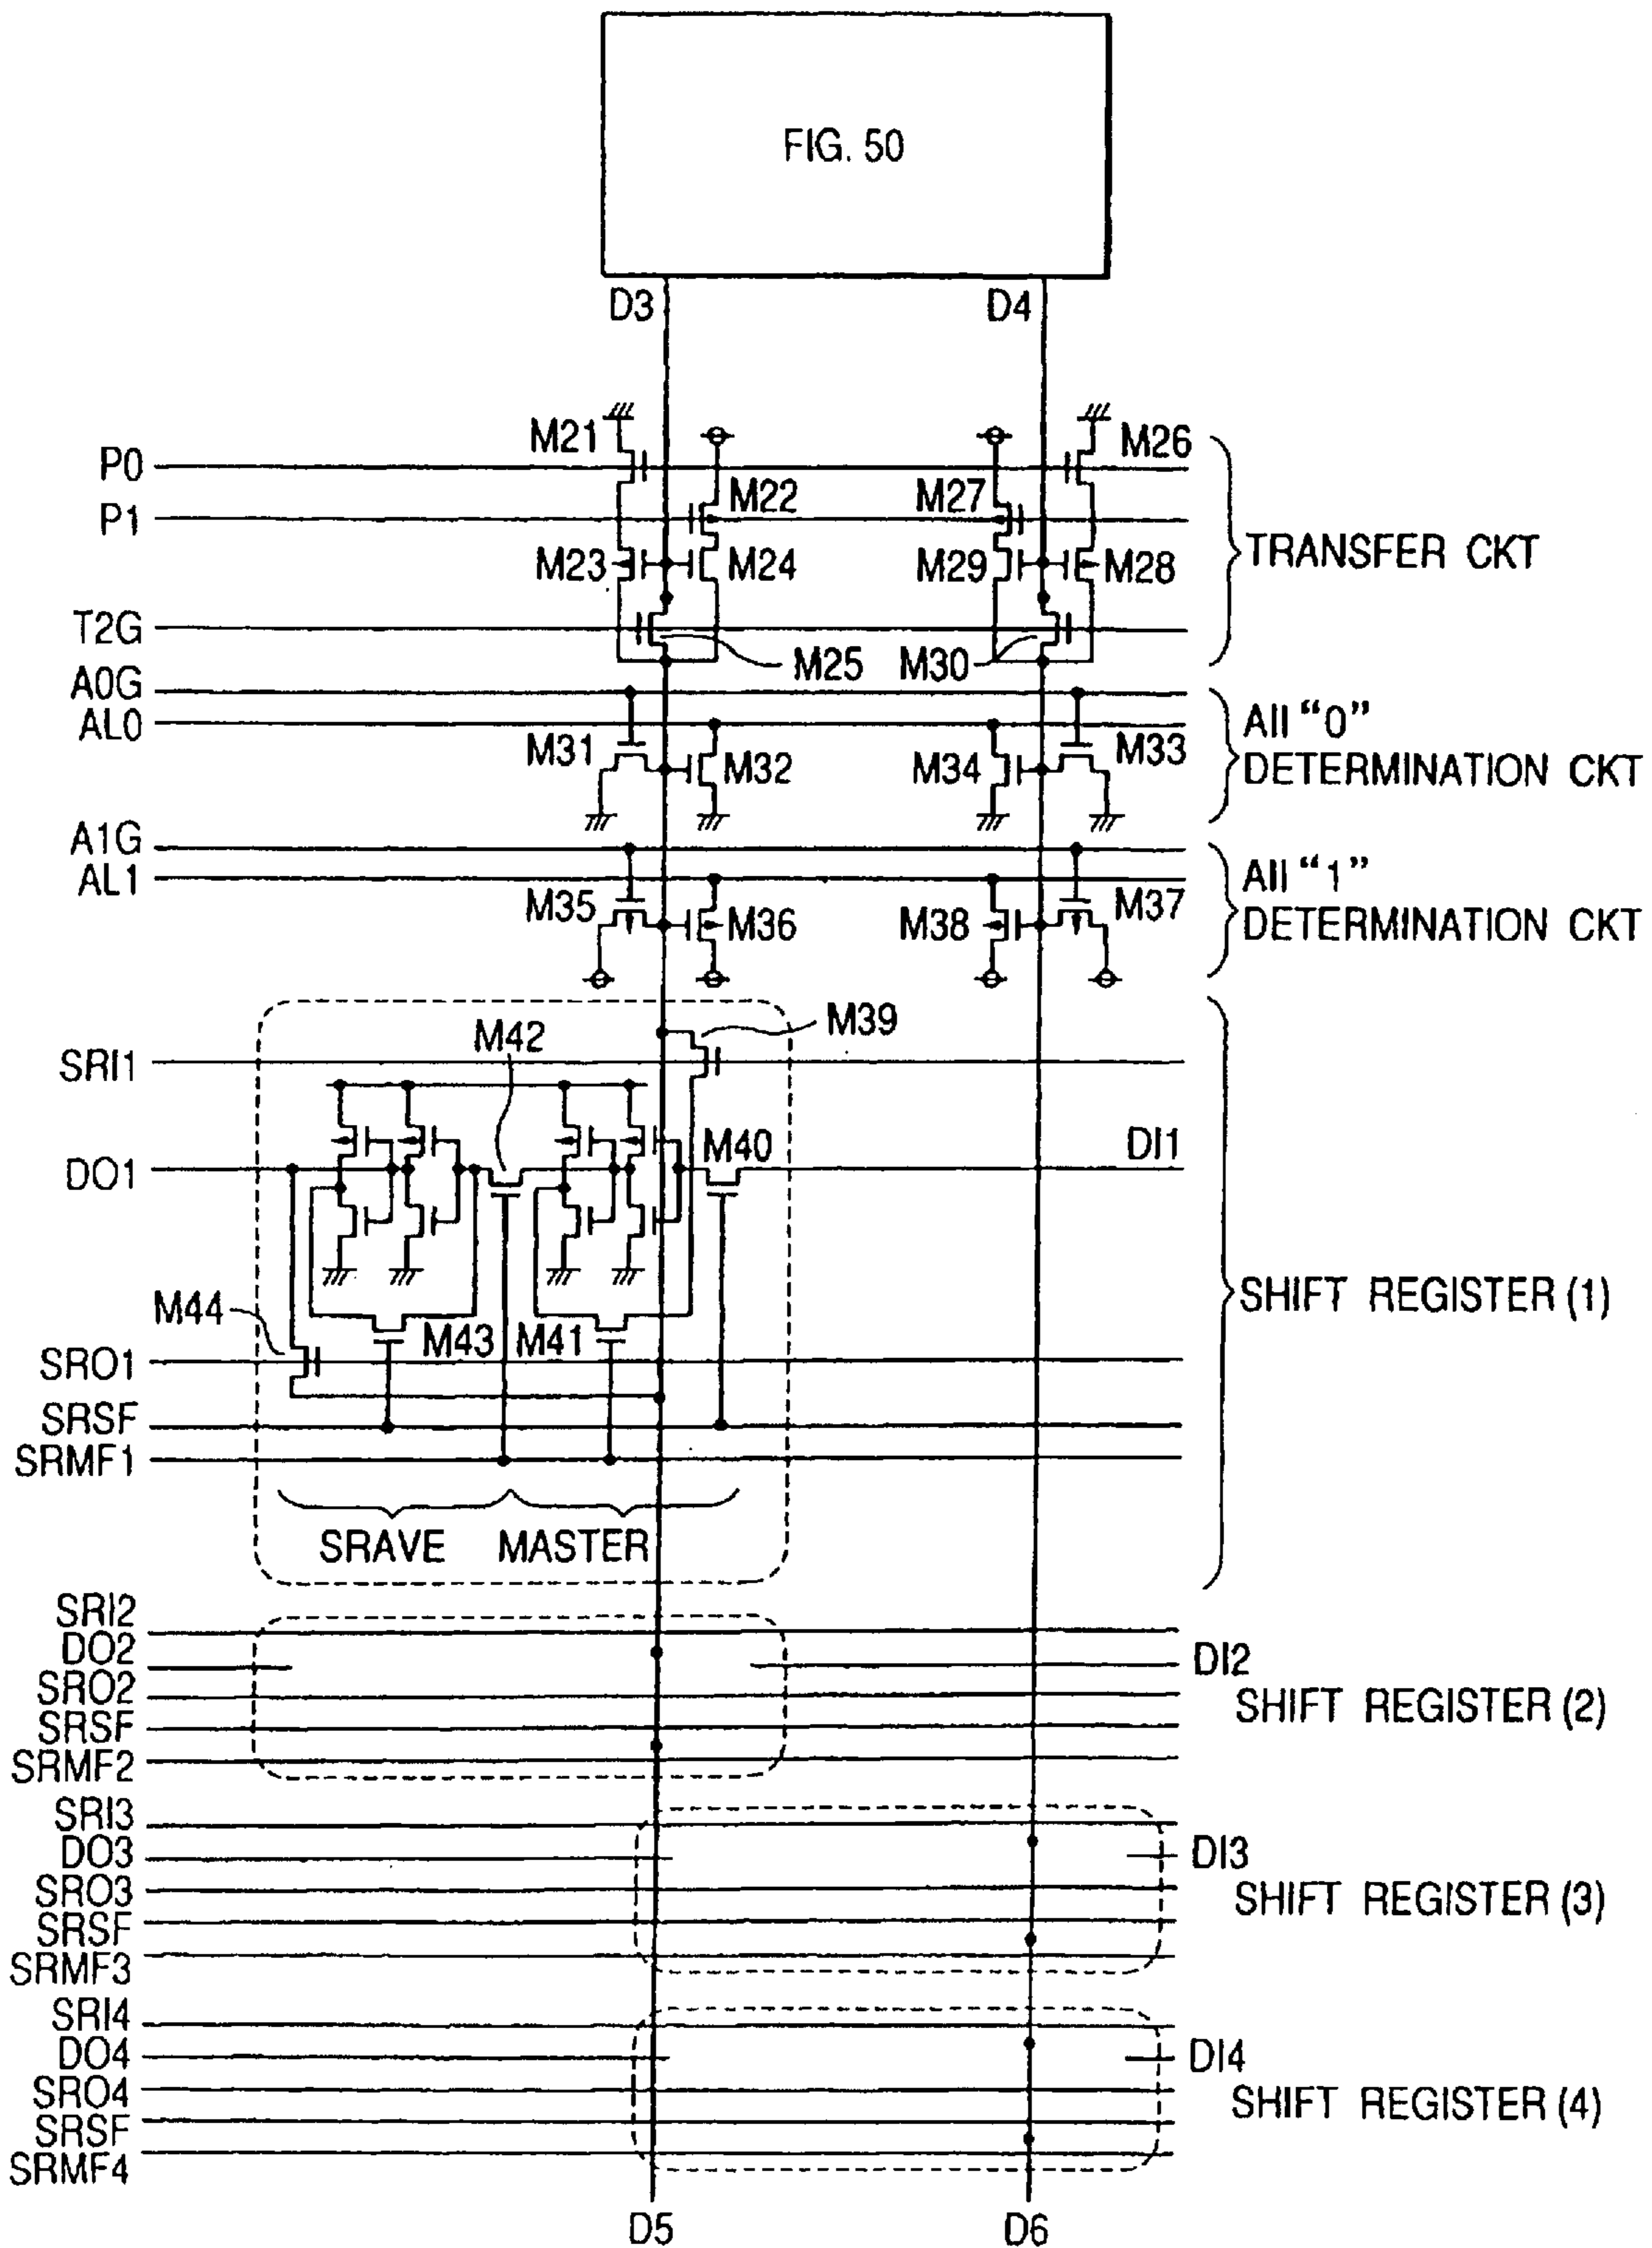 FIG. 50
D3 D4
M21 M26
P0
M22 M27
P1
M23 M24 M29 M28
TRANSFER CKT
T2G
M25 M30
A0G
AL0
M31 M32 M34 M33
All “0”
DETERMINATION CKT
A1G
AL1
M35 M36 M38 M37
All “1”
DETERMINATION CKT
M39
M42
SRI1
M40 DI1
DO1
SHIFT REGISTER (1)
M44
M43 M41
SRO1
SRSF
SRMF1
SRAVE MASTER
SRI2
DO2 DI2
SRO2 SHIFT REGISTER (2)
SRSF
SRMF2
SRI3
DO3 DI3
SRO3 SHIFT REGISTER (3)
SRSF
SRMF3
SRI4
DO4 DI4
SRO4 SHIFT REGISTER (4)
SRSF
SRMF4
D5 D6